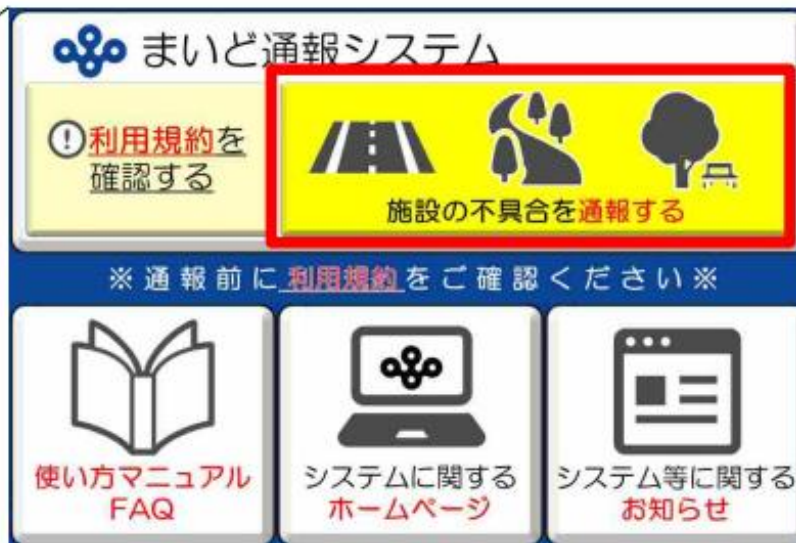 まいど通報システム
利用規約を
確認する
施設の不具合を通報する
※通報前に利用規約をご確認ください※
使い方マニュアル
FAQ
システムに関する
ホームページ
システム等に関する
お知らせ